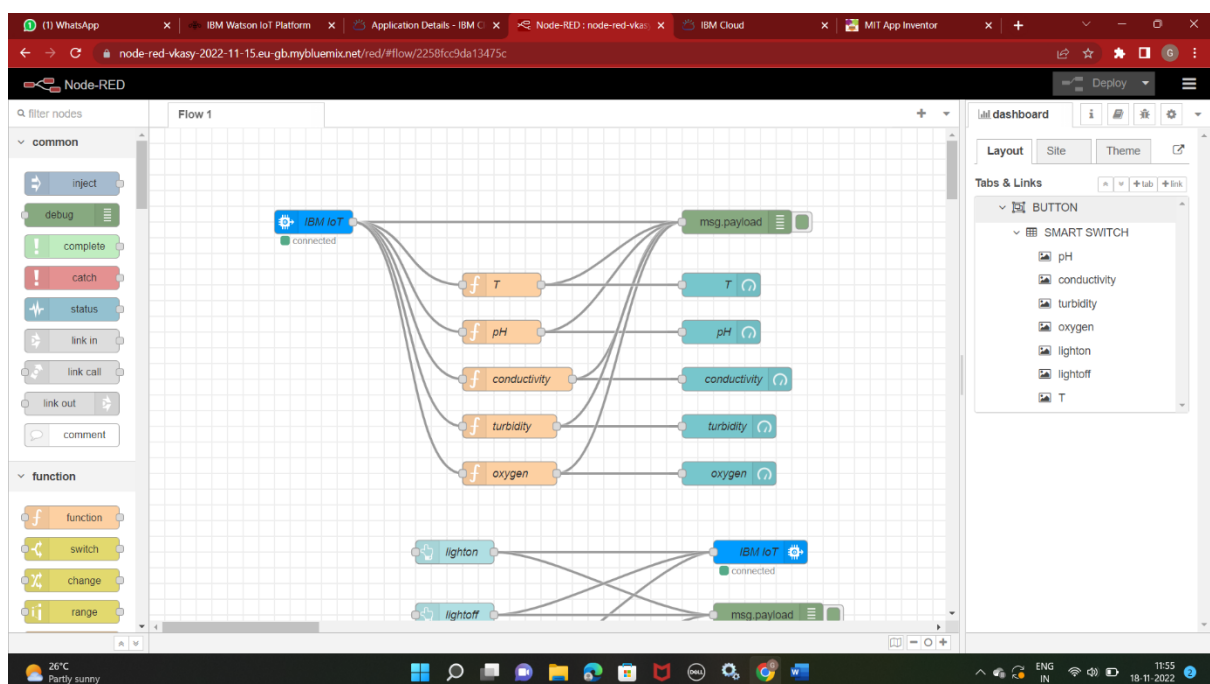 (1) WhatsApp
IBM Watson IoT Platform
Application Details - IBM Cl
Node-RED : node-red-vkasy
IBM Cloud
MIT App Inventor
node-red-vkasy-2022-11-15.eu-gb.mybluemix.net/red/#flow/2258fcc9da13475c
G
Node-RED
Deploy
filter nodes
common
inject
debug
complete
catch
status
link in
link call
link out
comment
function
function
switch
change
range
Flow 1
IBM IoT
connected
msg.payload
T
T
pH
pH
conductivity
conductivity
turbidity
turbidity
oxygen
oxygen
lighton
IBM IoT
connected
lightoff
msg.payload
dashboard
i
Layout
Site
Theme
Tabs & Links
+tab
+link
BUTTON
SMART SWITCH
pH
conductivity
turbidity
oxygen
lighton
lightoff
T
26°C
Partly sunny
DELL
ENG
IN
11:55
18-11-2022
2